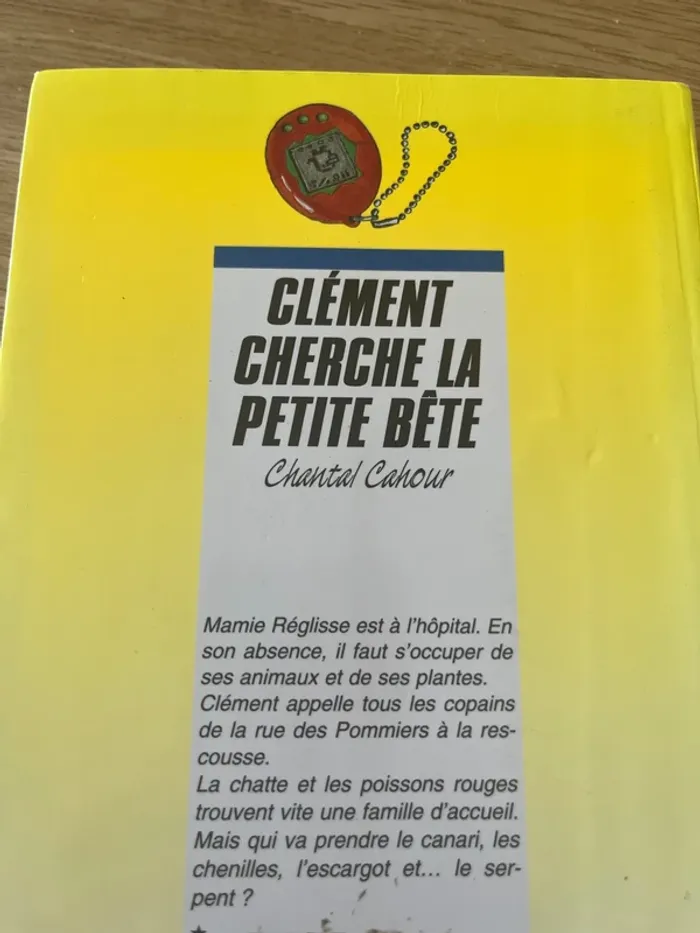 CLÉMENT
CHERCHE LA
PETITE BÊTE
Chantal Cahour
Mamie Réglisse est à l'hôpital. En
son absence, il faut s'occuper de
ses animaux et de ses plantes.
Clément appelle tous les copains
de la rue des Pommiers à la res-
cousse.
La chatte et les poissons rouges
trouvent vite une famille d'accueil.
Mais qui va prendre le canari, les
chenilles, l'escargot et... le ser-
pent ?